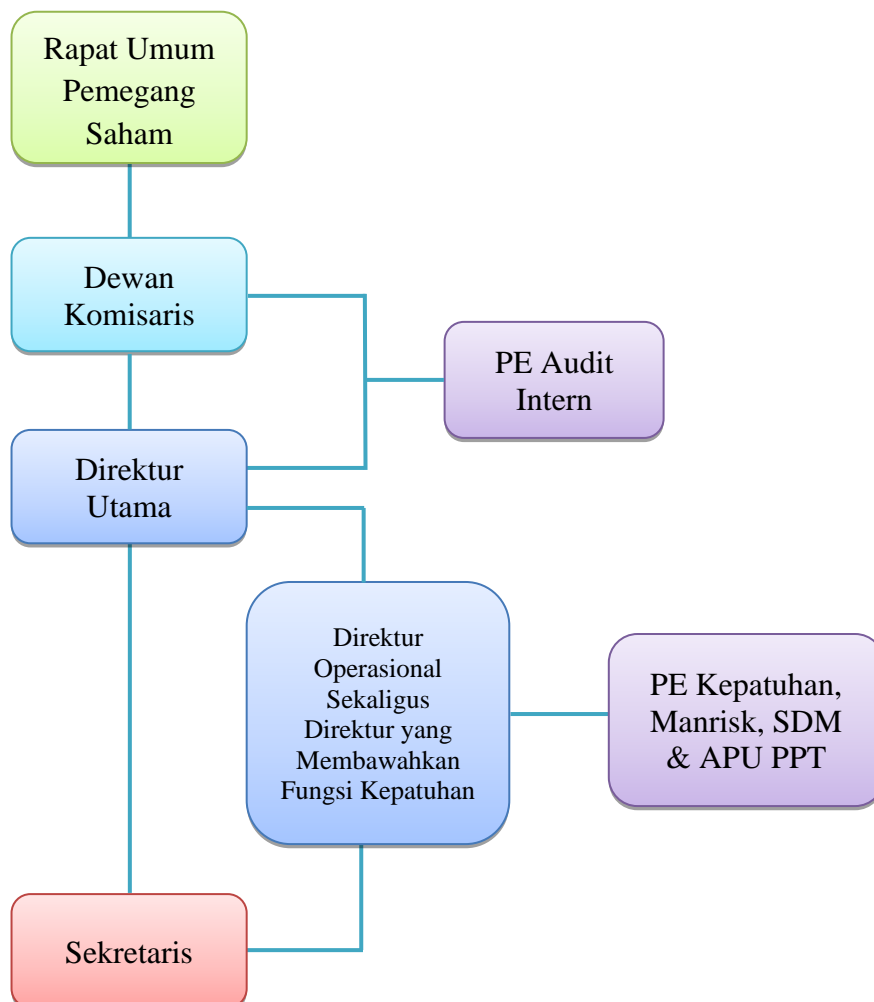 Rapat Umum
Pemegang
Saham
Dewan
Komisaris
PE Audit
Intern
Direktur
Utama
Direktur
Operasional
Sekaligus
Direktur yang
Membawahkan
Fungsi Kepatuhan
PE Kepatuhan,
Manrisk, SDM
& APU PPT
Sekretaris